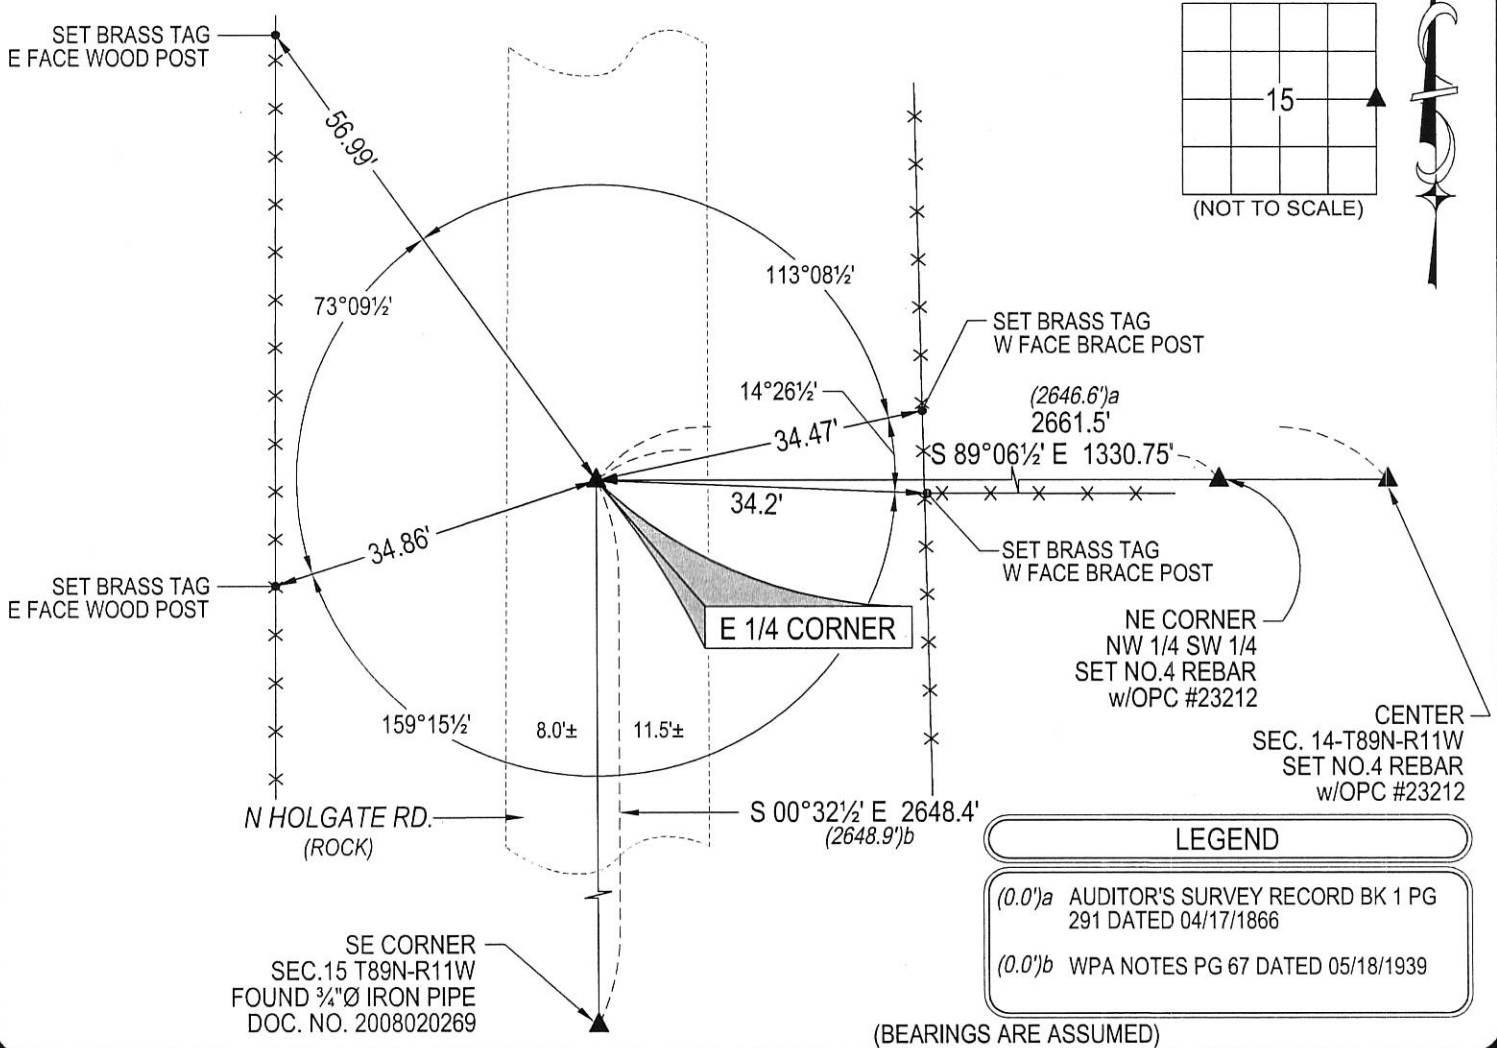 SET BRASS TAG
E FACE WOOD POST
56.99'
15
(NOT TO SCALE)
73°09½'
113°08½'
SET BRASS TAG
W FACE BRACE POST
14°26½'
34.47'
(2646.6')a
2661.5'
S 89°06½' E 1330.75'
34.2'
34.86'
SET BRASS TAG
E FACE WOOD POST
SET BRASS TAG
W FACE BRACE POST
E 1/4 CORNER
NE CORNER
NW 1/4 SW 1/4
SET NO.4 REBAR
w/OPC #23212
CENTER
SEC. 14-T89N-R11W
SET NO.4 REBAR
w/OPC #23212
159°15½'
8.0'±
11.5'±
N HOLGATE RD.
(ROCK)
S 00°32½' E 2648.4'
(2648.9')b
LEGEND
(0.0')a AUDITOR'S SURVEY RECORD BK 1 PG
291 DATED 04/17/1866
(0.0')b WPA NOTES PG 67 DATED 05/18/1939
SE CORNER
SEC.15 T89N-R11W
FOUND ¾"Ø IRON PIPE
DOC. NO. 2008020269
(BEARINGS ARE ASSUMED)